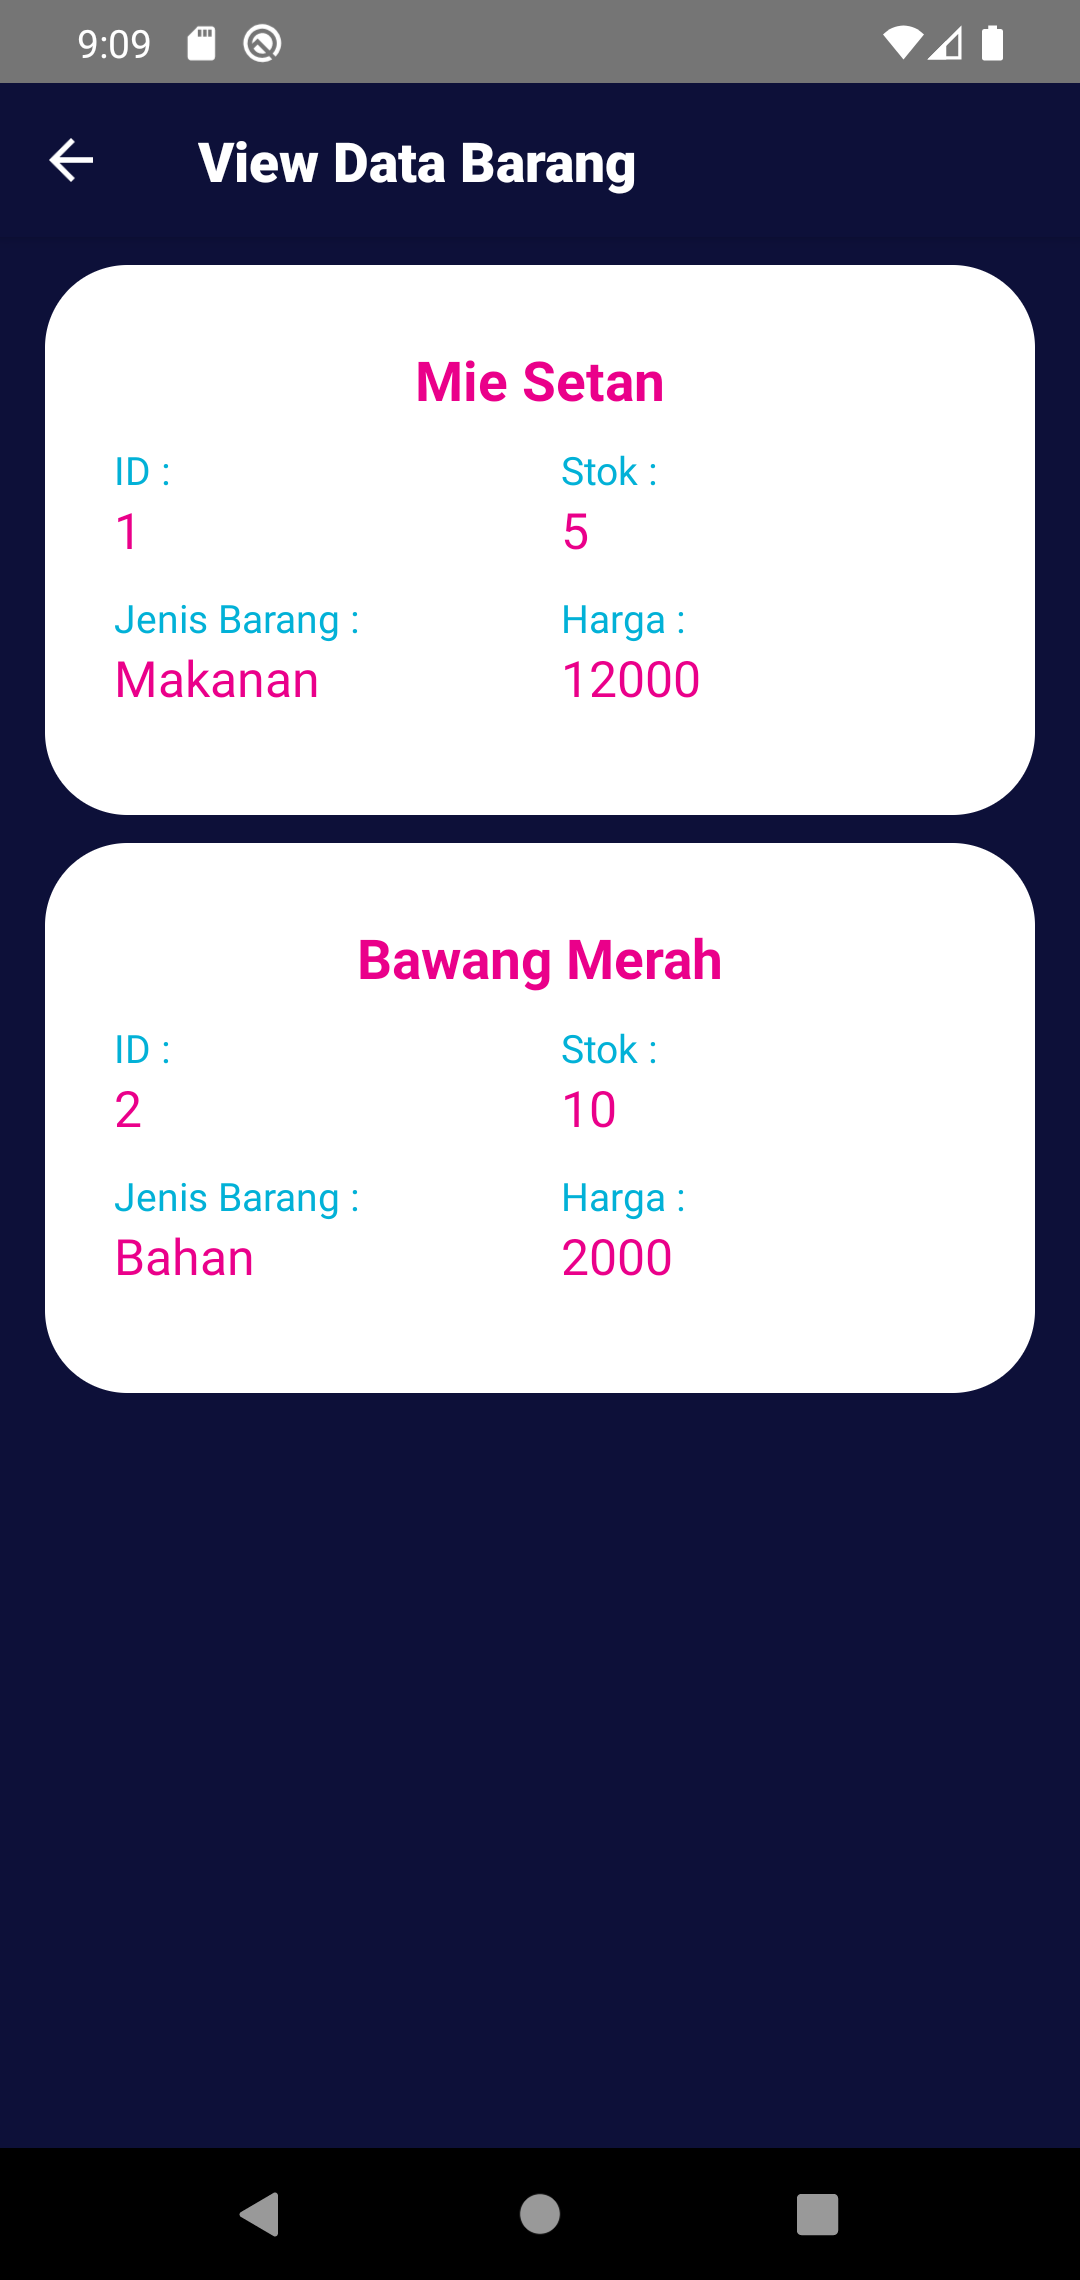 9:09
View Data Barang
Mie Setan
ID : Stok :
1 5
Jenis Barang : Harga :
Makanan 12000
Bawang Merah
ID : Stok :
2 10
Jenis Barang : Harga :
Bahan 2000